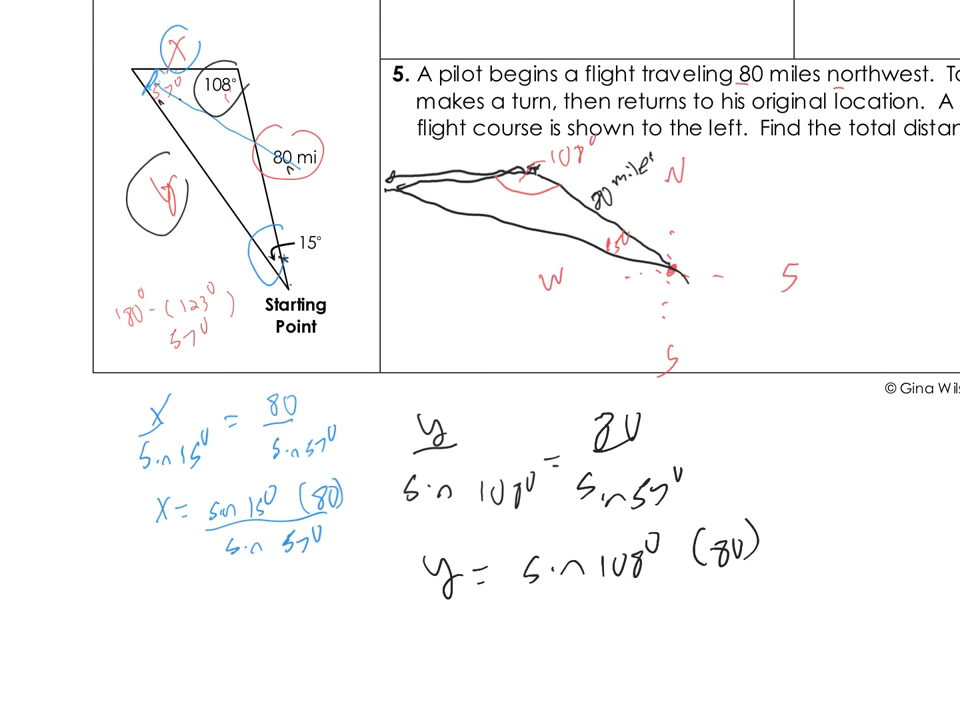 x
57°
108°
80 mi
y
15°
Starting
Point
180° - (123°)
57°
5. A pilot begins a flight traveling 80 miles northwest. To
makes a turn, then returns to his original location. A
flight course is shown to the left. Find the total distan
108°
80 miles
N
15°
W
S
S
© Gina Wils
x / sin 15° = 80 / sin 57°
x = sin 15° (80) / sin 57°
y / sin 108° = 80 / sin 57°
y = sin 108° (80)